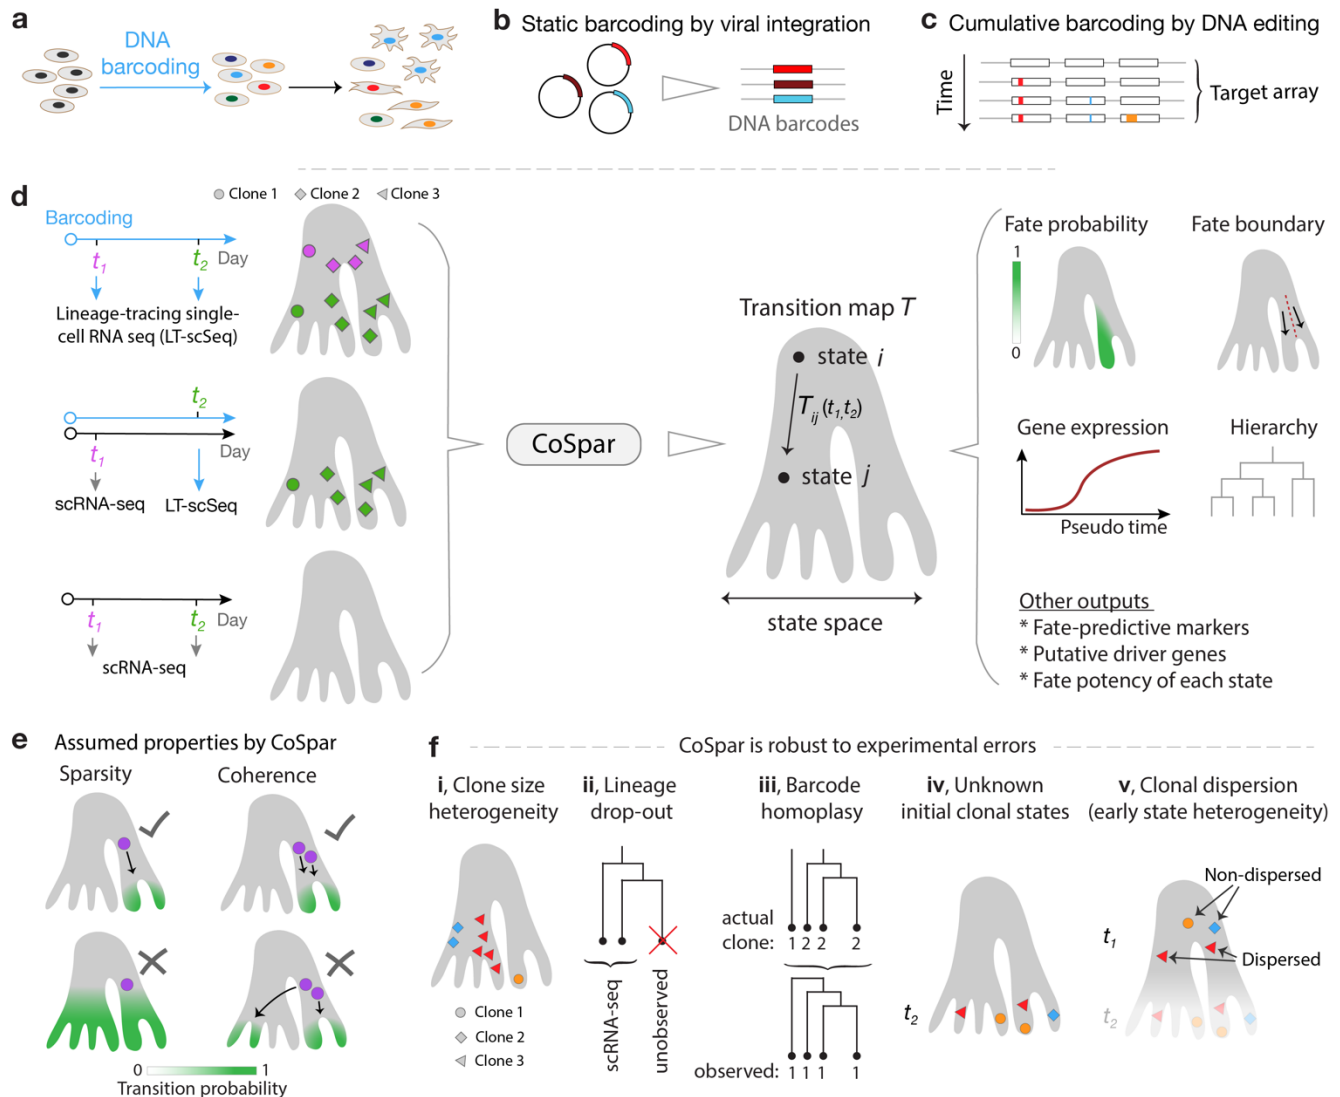 a
DNA
barcoding
b Static barcoding by viral integration
DNA barcodes
c Cumulative barcoding by DNA editing
Time
Target array
d
Clone 1
Clone 2
Clone 3
Barcoding
t1
t2
Day
Lineage-tracing single-
cell RNA seq (LT-scSeq)
t2
Day
t1
scRNA-seq
LT-scSeq
t1
t2
Day
scRNA-seq
CoSpar
Transition map T
state i
Tij (t1,t2)
state j
state space
Fate probability
1
0
Fate boundary
Gene expression
Pseudo time
Hierarchy
Other outputs
* Fate-predictive markers
* Putative driver genes
* Fate potency of each state
e Assumed properties by CoSpar
Sparsity
Coherence
0
1
Transition probability
f CoSpar is robust to experimental errors
i, Clone size
heterogeneity
Clone 1
Clone 2
Clone 3
ii, Lineage
drop-out
scRNA-seq
unobserved
iii, Barcode
homoplasy
actual
clone: 1 2 2 2
observed: 1 1 1 1
iv, Unknown
initial clonal states
t2
v, Clonal dispersion
(early state heterogeneity)
Non-dispersed
t1
Dispersed
t2